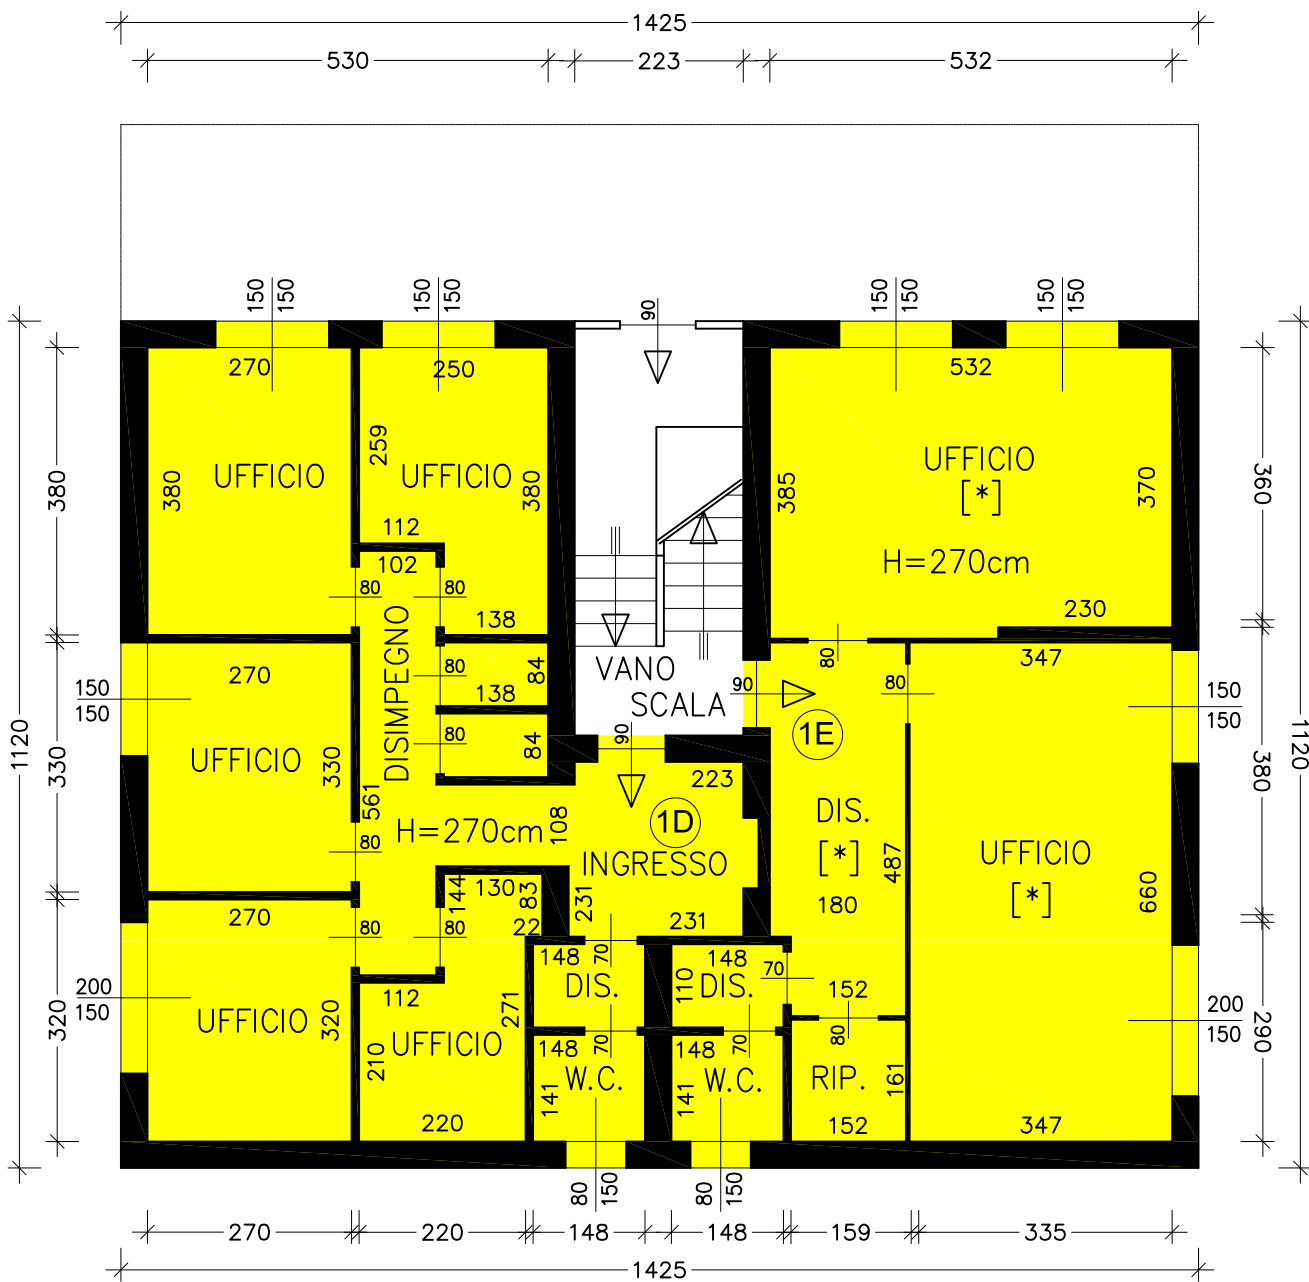 1425
530 223 532
150 150 150 150 90 150 150 150 150
270 250 532
380 380 UFFICIO 259 UFFICIO 380 385 UFFICIO 370 360
[*]
112 H=270cm
102
80 80 230
DISIMPEGNO
138
270 80 84 VANO 80 347
150 138 SCALA 90 80 150
150 150
1E
1120 330 UFFICIO 330 80 84 90 380 1120
561 223
80 H=270cm 108 1D DIS. UFFICIO
INGRESSO [*] 487 [*] 660
270 144 130 83 231 180
80 80 22 231
148 70 148 70
200 112 DIS. 110 DIS. 152 200
150 150
320 UFFICIO 320 UFFICIO 271 290
210 148 70 148 70 80
141 W.C. 141 W.C. RIP. 161
220 152 347
80 150 80 150
270 220 148 148 159 335
1425